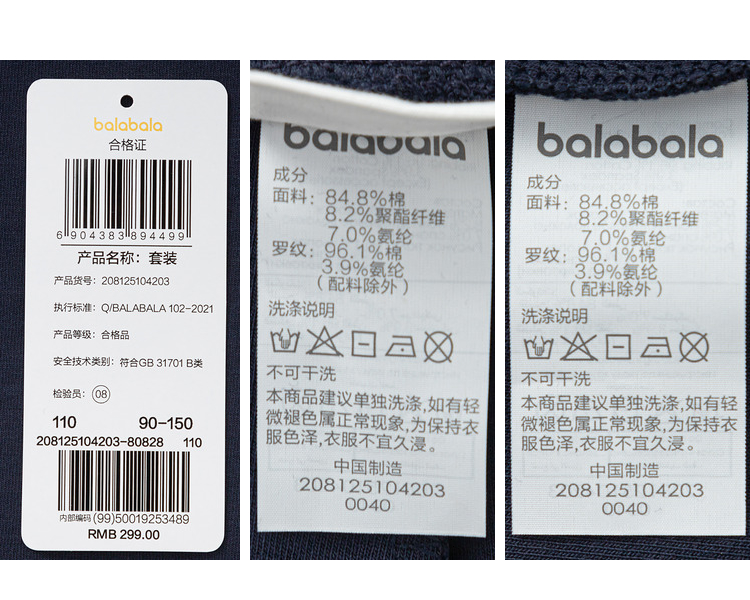 balabala
合格证
6 904383 894499
产品名称：套装
产品货号：208125104203
执行标准：Q/BALABALA 102-2021
产品等级：合格品
安全技术类别：符合GB 31701 B类
检验员：08
110 90-150
208125104203-80828 110
内部编码(99)50019253489
RMB 299.00
balabala
成分
面料：84.8%棉
8.2%聚酯纤维
7.0%氨纶
罗纹：96.1%棉
3.9%氨纶
（配料除外）
洗涤说明
不可干洗
本商品建议单独洗涤,如有轻
微褪色属正常现象,为保持衣
服色泽,衣服不宜久浸。
中国制造
208125104203
0040
balabala
成分
面料：84.8%棉
8.2%聚酯纤维
7.0%氨纶
罗纹：96.1%棉
3.9%氨纶
（配料除外）
洗涤说明
不可干洗
本商品建议单独洗涤,如有轻
微褪色属正常现象,为保持衣
服色泽,衣服不宜久浸。
中国制造
208125104203
0040